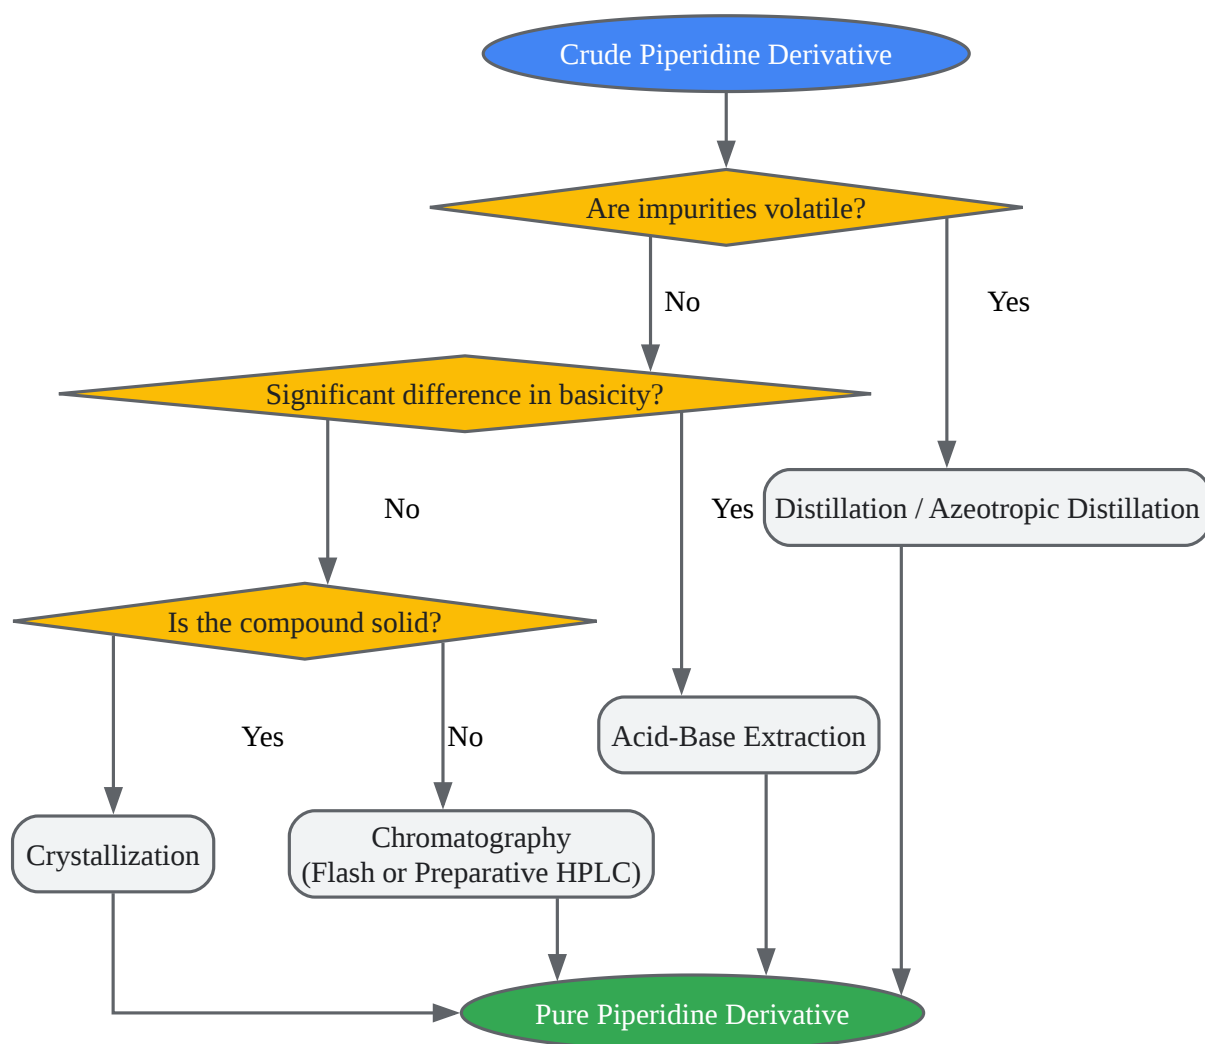 Crude Piperidine Derivative
Are impurities volatile?
No
Yes
Significant difference in basicity?
No
Yes
Distillation / Azeotropic Distillation
Is the compound solid?
Yes
No
Acid-Base Extraction
Crystallization
Chromatography
(Flash or Preparative HPLC)
Pure Piperidine Derivative